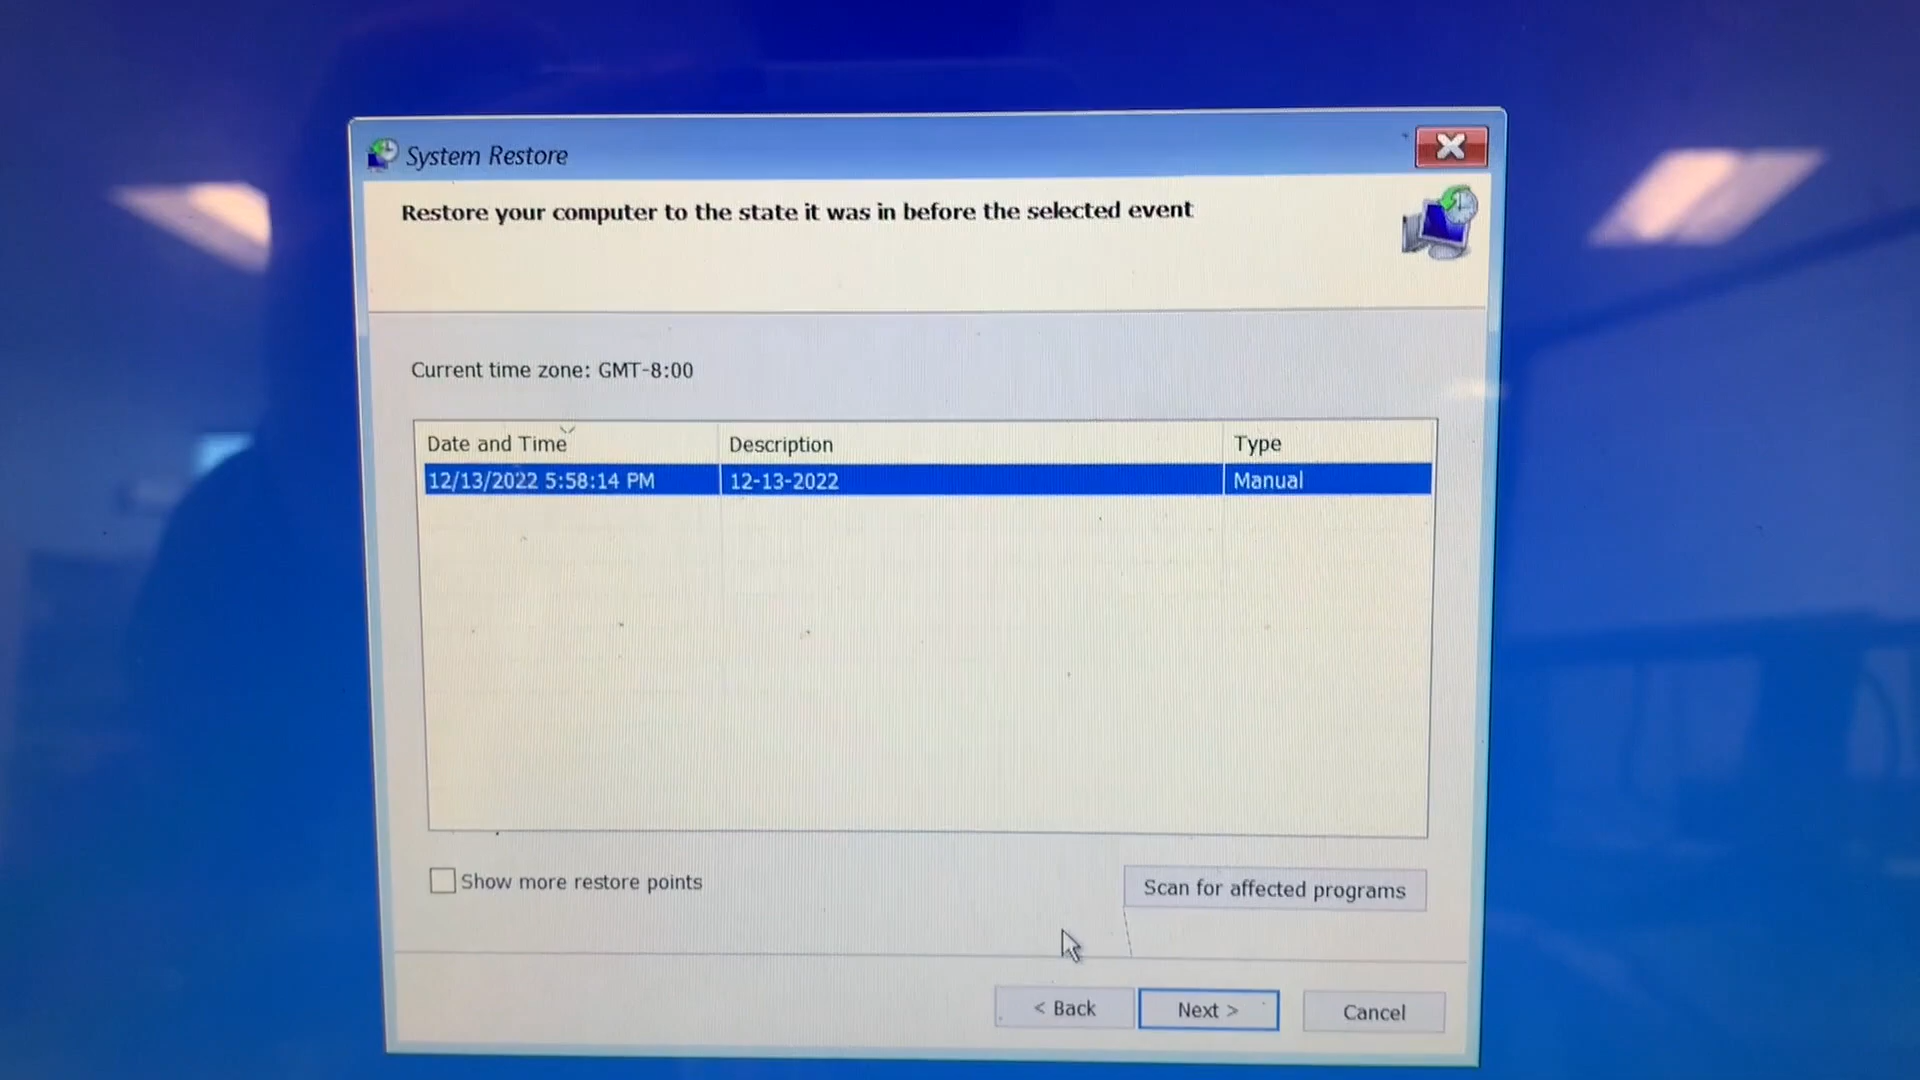 System Restore
Restore your computer to the state it was in before the selected event
Current time zone: GMT-8:00
Date and Time Description Type
12/13/2022 5:58:14 PM 12-13-2022 Manual
Show more restore points
Scan for affected programs
< Back Next > Cancel